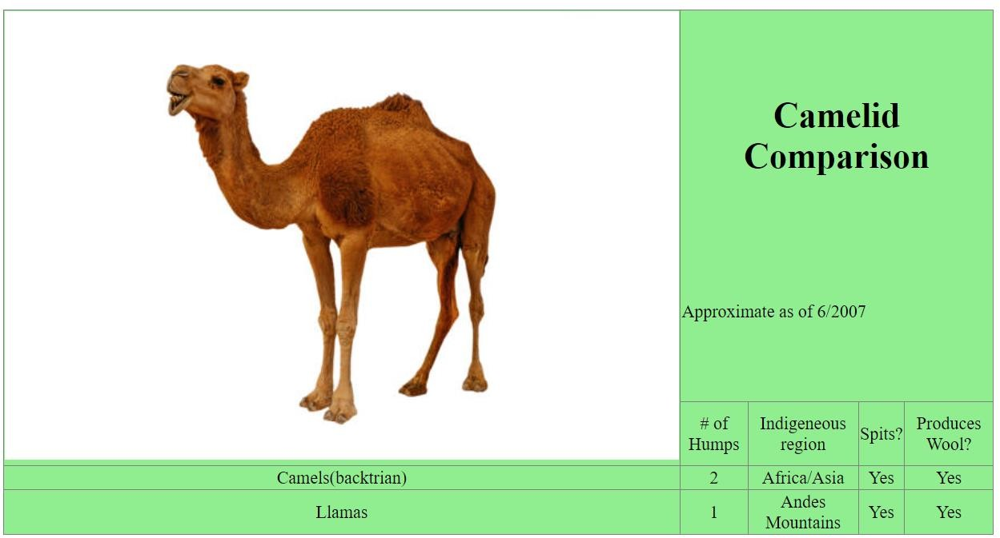 Camelid
Comparison
Approximate as of 6/2007
# of
Humps
Indigeneous
region
Spits?
Produces
Wool?
Camels(backtrian)
2
Africa/Asia
Yes
Yes
Llamas
1
Andes
Mountains
Yes
Yes